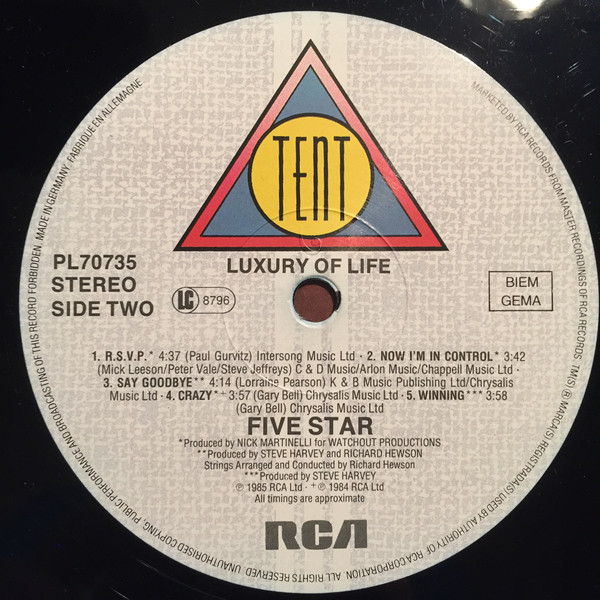 TENT
LUXURY OF LIFE
PL70735
STEREO
SIDE TWO
LC 8796
BIEM
GEMA
1. R.S.V.P.* 4:37 (Paul Gurvitz) Intersong Music Ltd · 2. NOW I'M IN CONTROL* 3:42
(Mick Leeson/Peter Vale/Steve Jeffreys) C & D Music/Arlon Music/Chappell Music Ltd ·
3. SAY GOODBYE** 4:14 (Lorraine Pearson) K & B Music Publishing Ltd/Chrysalis
Music Ltd · 4. CRAZY*⁺ 3:57 (Gary Bell) Chrysalis Music Ltd · 5. WINNING*** 3:58
(Gary Bell) Chrysalis Music Ltd
FIVE STAR
*Produced by NICK MARTINELLI for WATCHOUT PRODUCTIONS
**Produced by STEVE HARVEY and RICHARD HEWSON
Strings Arranged and Conducted by Richard Hewson
***Produced by STEVE HARVEY
℗ 1985 RCA Ltd · ⁺℗ 1984 RCA Ltd
All timings are approximate
RCA
MARKETED BY RCA RECORDS FROM MASTER RECORDINGS OF RCA RECORDS. TM(S) ® MARCA(S) REGISTRADA(S) USED BY AUTHORITY OF RCA CORPORATION. ALL RIGHTS RESERVED. UNAUTHORISED COPYING, PUBLIC PERFORMANCE AND BROADCASTING OF THIS RECORD FORBIDDEN. MADE IN GERMANY. FABRIQUÉ EN ALLEMAGNE